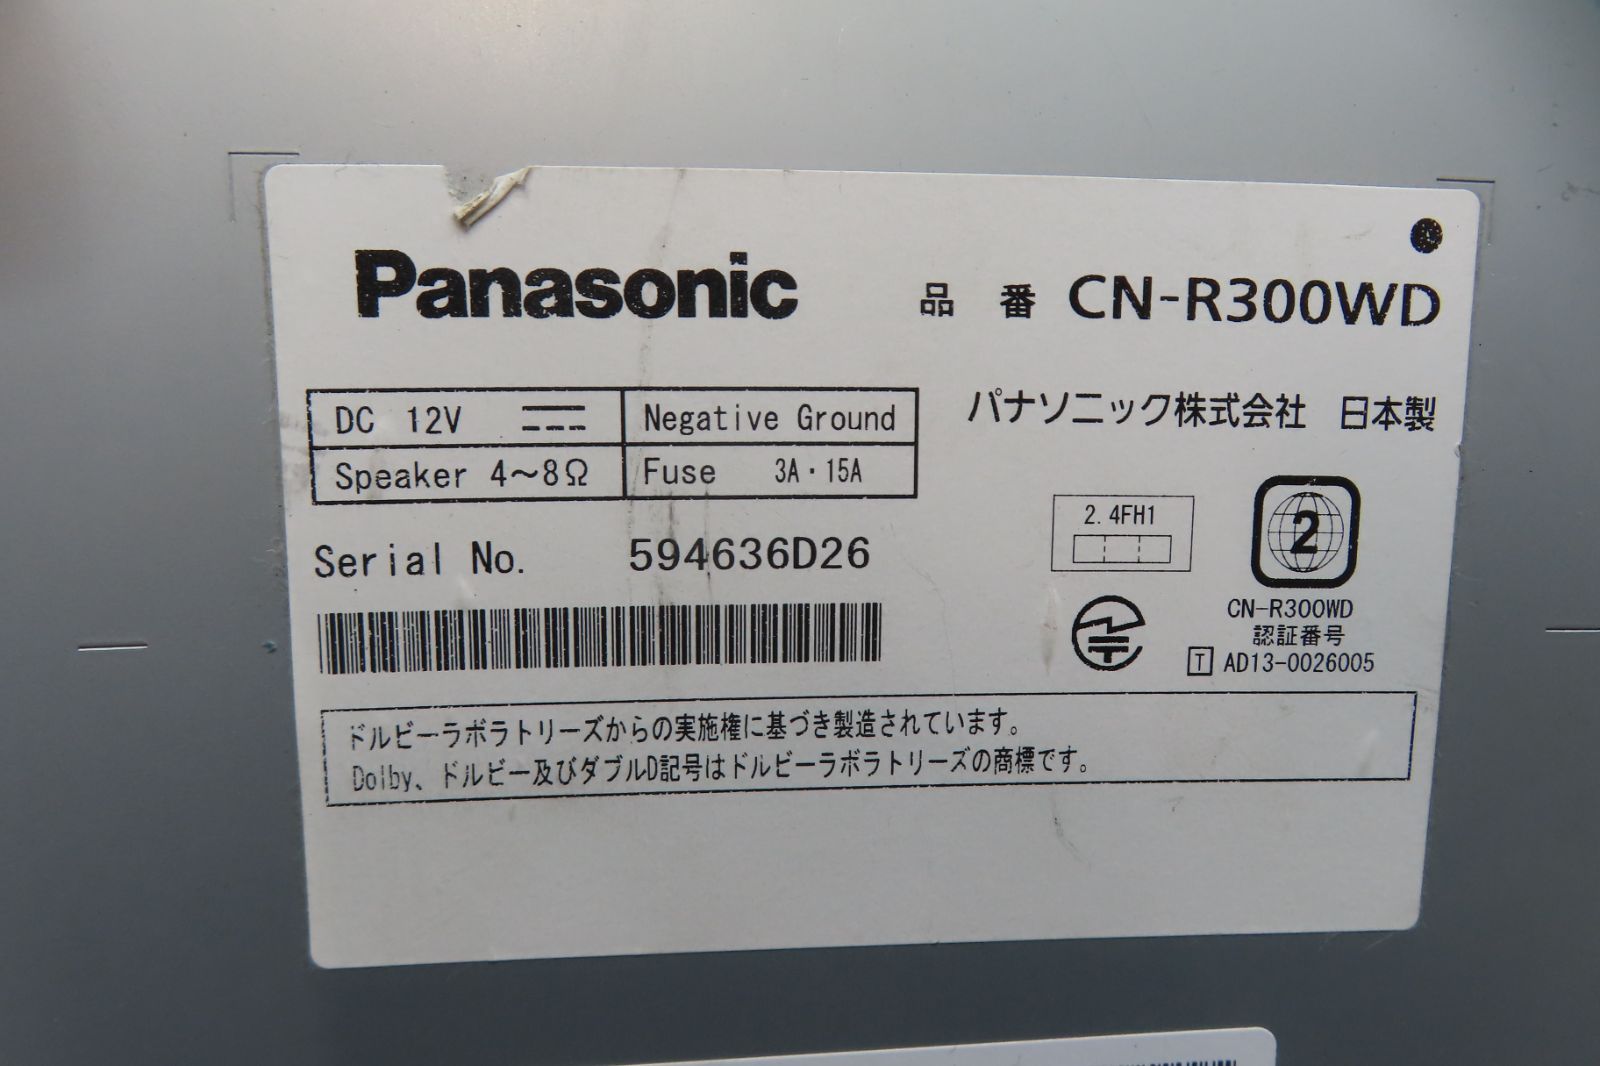 Panasonic
品番 CN-R300WD
DC 12V
Negative Ground
Speaker 4～8Ω
Fuse 3A・15A
パナソニック株式会社 日本製
2.4FH1
2
Serial No. 594636D26
CN-R300WD
認証番号
T AD13-0026005
ドルビーラボラトリーズからの実施権に基づき製造されています。
Dolby、ドルビー及びダブルD記号はドルビーラボラトリーズの商標です。